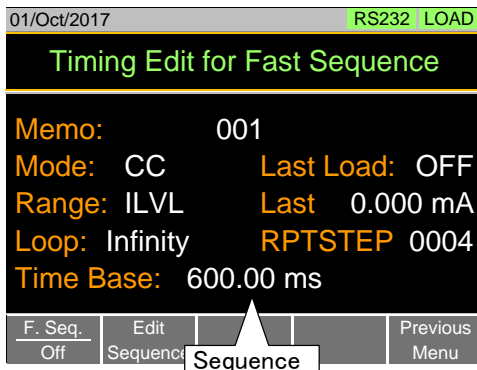 01/Oct/2017 RS232 LOAD
Timing Edit for Fast Sequence
Memo: 001
Mode: CC Last Load: OFF
Range: ILVL Last 0.000 mA
Loop: Infinity RPTSTEP 0004
Time Base: 600.00 ms
F. Seq. Edit Previous
Off Sequence Menu
Sequence